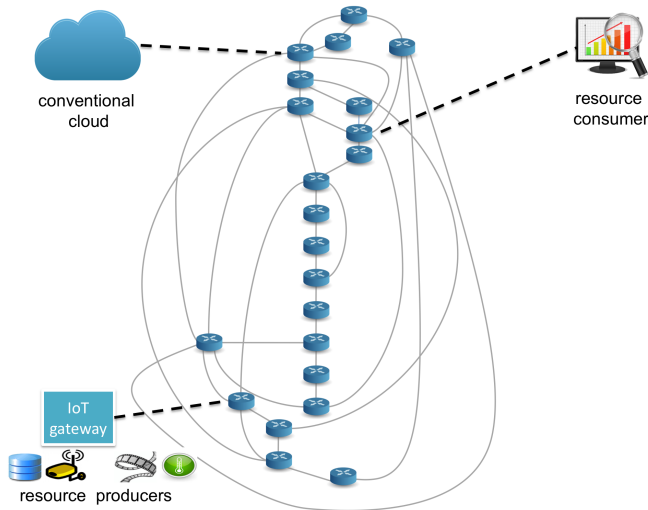 conventional
cloud
resource
consumer
IoT
gateway
resource producers